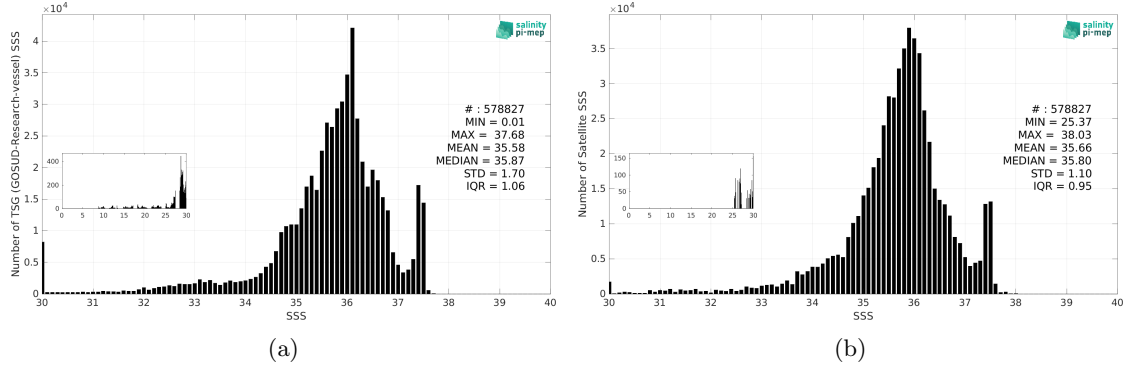 ×10⁴
4
3.5
3
2.5
2
1.5
1
0.5
0
Number of TSG (GOSUD-Research-vessel) SSS
salinity
pi-mep
# : 578827
MIN = 0.01
MAX = 37.68
MEAN = 35.58
MEDIAN = 35.87
STD = 1.70
IQR = 1.06
400
200
0
0 5 10 15 20 25 30
30 31 32 33 34 35 36 37 38 39 40
SSS
(a)
×10⁴
3.5
3
2.5
2
1.5
1
0.5
0
Number of Satellite SSS
salinity
pi-mep
# : 578827
MIN = 25.37
MAX = 38.03
MEAN = 35.66
MEDIAN = 35.80
STD = 1.10
IQR = 0.95
150
100
50
0
0 5 10 15 20 25 30
30 31 32 33 34 35 36 37 38 39 40
SSS
(b)